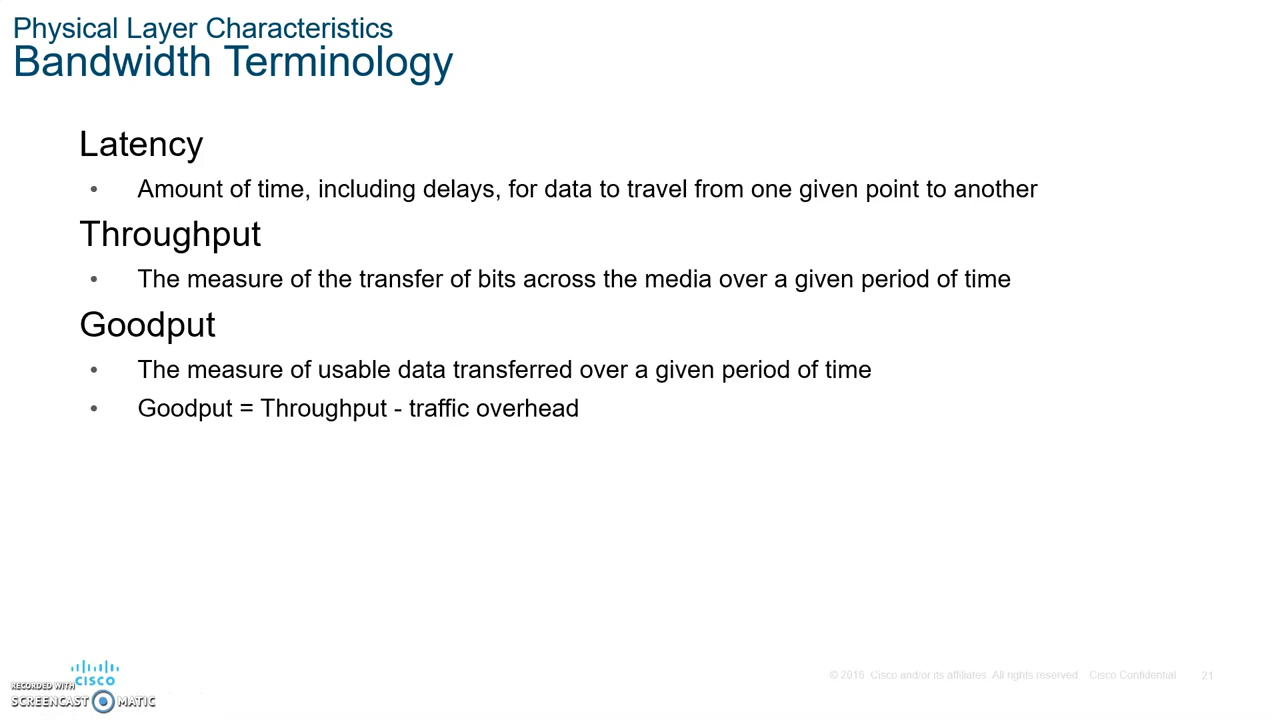 Physical Layer Characteristics
Bandwidth Terminology
Latency
• Amount of time, including delays, for data to travel from one given point to another
Throughput
• The measure of the transfer of bits across the media over a given period of time
Goodput
• The measure of usable data transferred over a given period of time
• Goodput = Throughput - traffic overhead
CISCO
© 2016 Cisco and/or its affiliates. All rights reserved. Cisco Confidential 21
RECORDED WITH
SCREENCAST MATIC